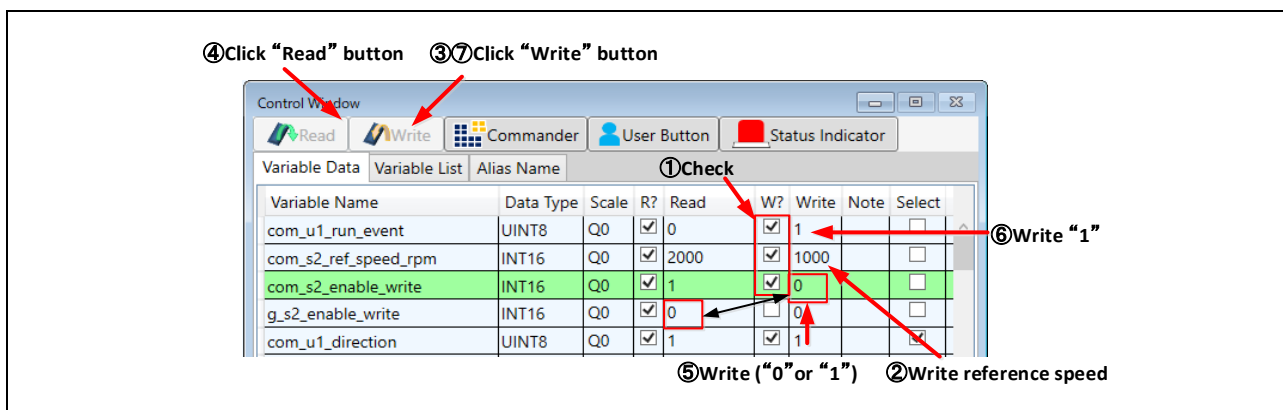 ④Click “Read” button ③⑦Click “Write” button
Control Window
Read Write Commander User Button Status Indicator
Variable Data Variable List Alias Name ①Check
Variable Name Data Type Scale R? Read W? Write Note Select
com_u1_run_event UINT8 Q0 0 1
⑥Write “1”
com_s2_ref_speed_rpm INT16 Q0 2000 1000
com_s2_enable_write INT16 Q0 1 0
g_s2_enable_write INT16 Q0 0 0
com_u1_direction UINT8 Q0 1 1
⑤Write (“0”or “1”) ②Write reference speed